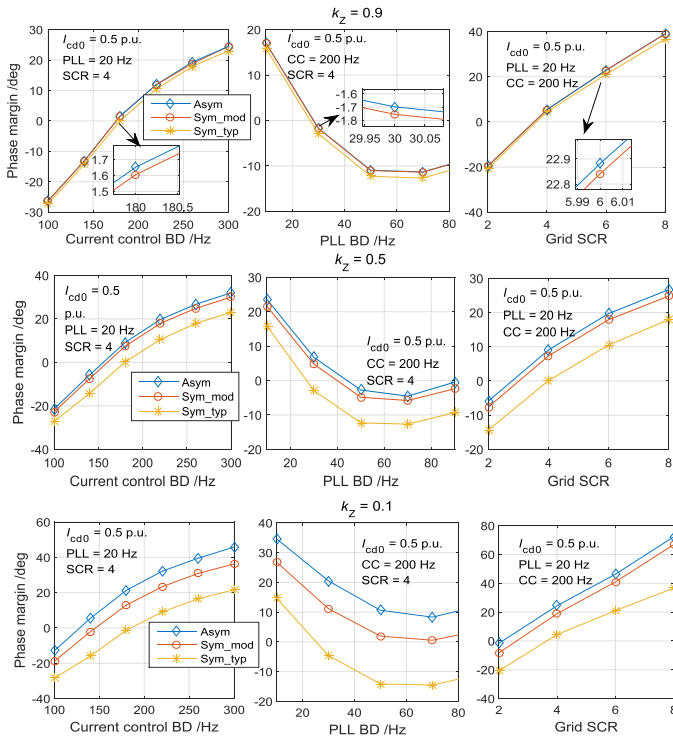 k_Z = 0.9
I_cd0 = 0.5 p.u.
PLL = 20 Hz
SCR = 4
Asym
Sym_mod
Sym_typ
1.7
1.6
1.5
180
180.5
30
20
10
0
-10
-20
-30
100
150
200
250
300
Phase margin /deg
Current control BD /Hz
I_cd0 = 0.5 p.u.
CC = 200 Hz
SCR = 4
-1.6
-1.7
-1.8
29.95
30
30.05
20
10
0
-10
-20
-30
20
40
60
80
PLL BD /Hz
I_cd0 = 0.5 p.u.
PLL = 20 Hz
CC = 200 Hz
22.9
22.8
5.99
6
6.01
40
20
0
-20
-40
2
4
6
8
Grid SCR
k_Z = 0.5
I_cd0 = 0.5
p.u.
PLL = 20 Hz
SCR = 4
Asym
Sym_mod
Sym_typ
40
20
0
-20
-40
100
150
200
250
300
Phase margin /deg
Current control BD /Hz
I_cd0 = 0.5 p.u.
CC = 200 Hz
SCR = 4
30
20
10
0
-10
-20
20
40
60
80
PLL BD /Hz
I_cd0 = 0.5 p.u.
PLL = 20 Hz
CC = 200 Hz
40
20
0
-20
2
4
6
8
Grid SCR
k_Z = 0.1
I_cd0 = 0.5 p.u.
PLL = 20 Hz
SCR = 4
Asym
Sym_mod
Sym_typ
60
40
20
0
-20
-40
100
150
200
250
300
Phase margin /deg
Current control BD /Hz
I_cd0 = 0.5 p.u.
CC = 200 Hz
SCR = 4
40
30
20
10
0
-10
-20
20
40
60
80
PLL BD /Hz
I_cd0 = 0.5 p.u.
PLL = 20 Hz
CC = 200 Hz
80
60
40
20
0
-20
-40
2
4
6
8
Grid SCR